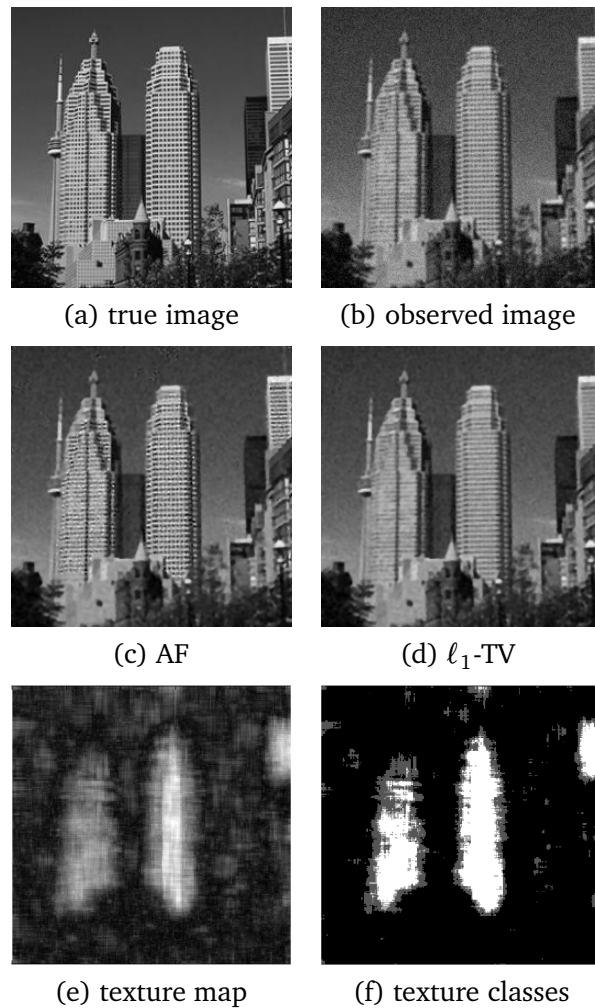 (a) true image
(b) observed image
(c) AF
(d) ℓ₁-TV
(e) texture map
(f) texture classes